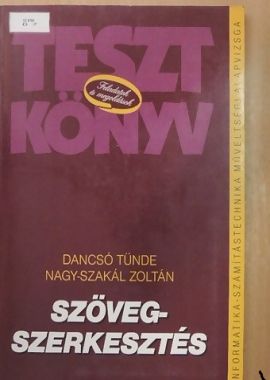 TESZT
KÖNYV
Feladatok
és megoldások
DANCSÓ TÜNDE
NAGY-SZAKÁL ZOLTÁN
SZÖVEG-
SZERKESZTÉS
INFORMATIKA-SZÁMÍTÁSTECHNIKA MŰVELTSÉGI ALAPVIZSGA